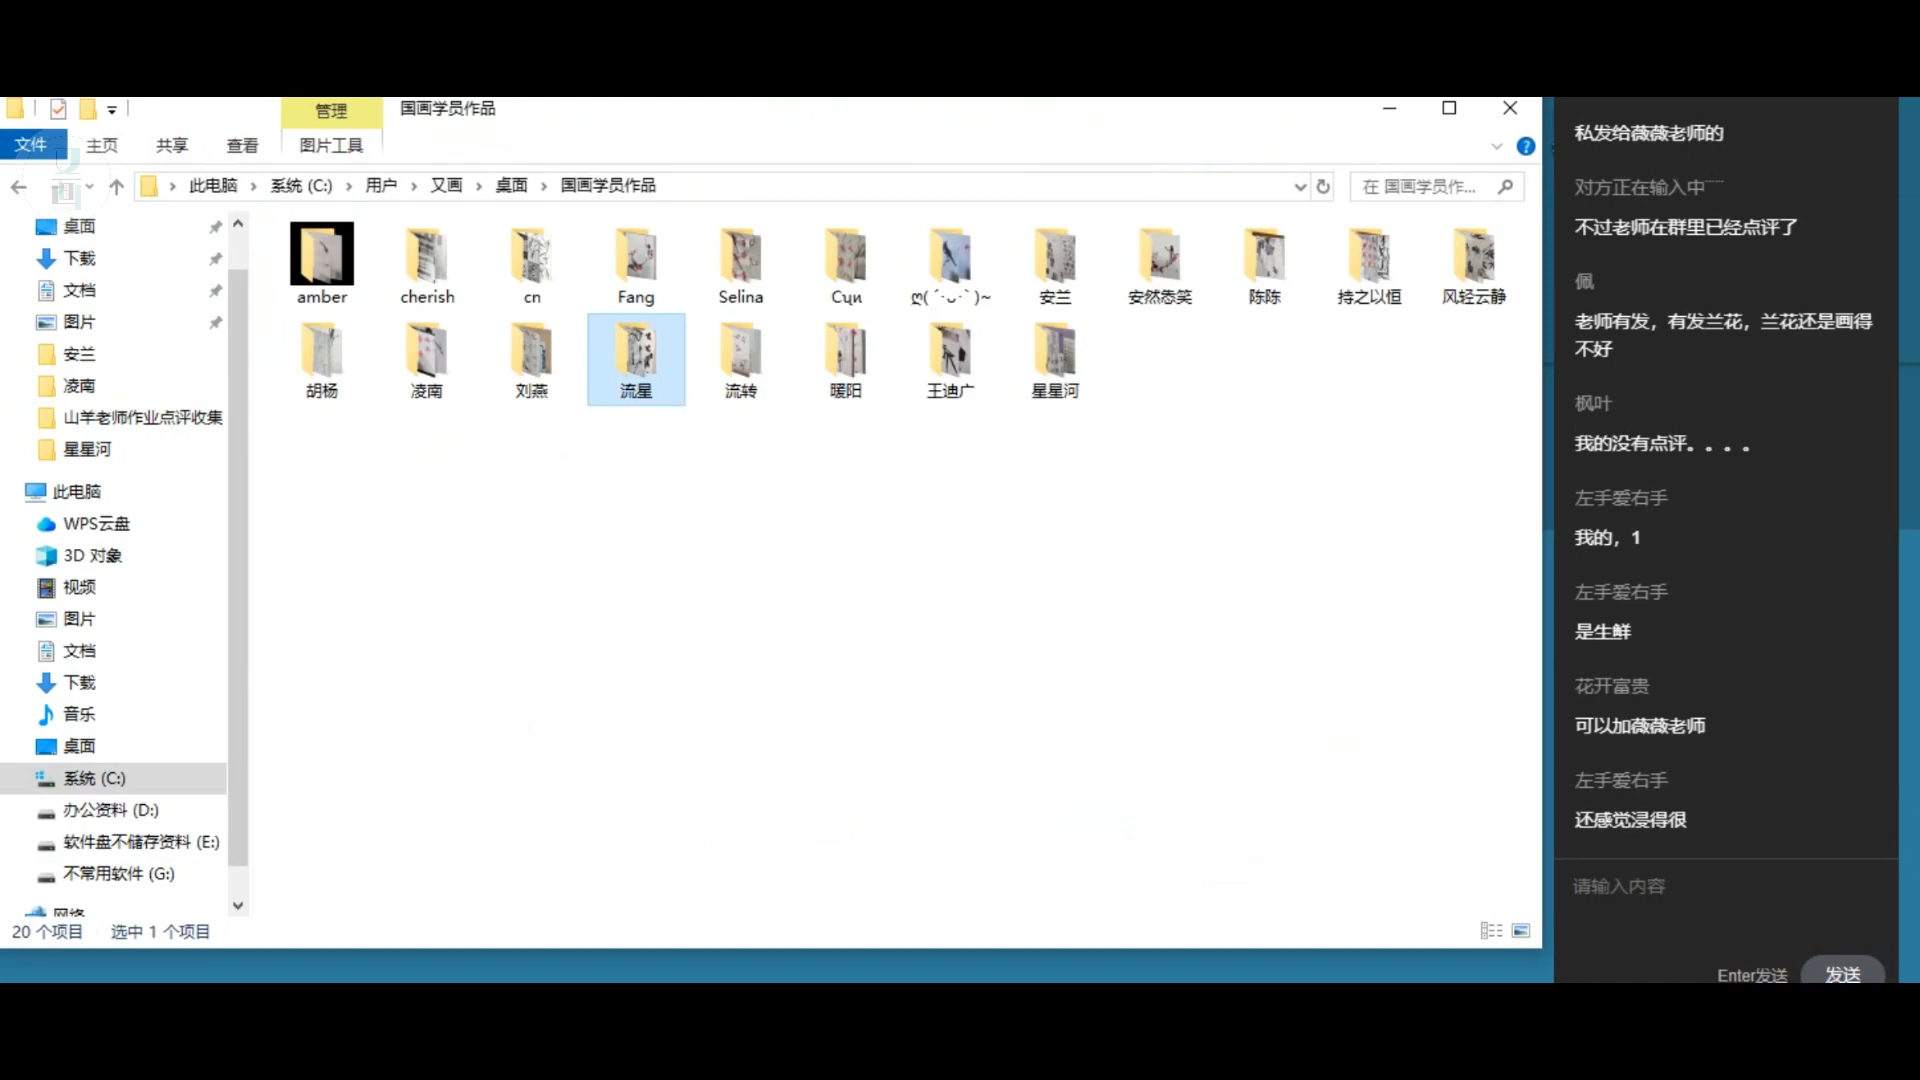 管理
国画学员作品
文件
主页
共享
查看
图片工具
此电脑 > 系统 (C:) > 用户 > 又画 > 桌面 > 国画学员作品
在 国画学员作...
桌面
下载
文档
图片
安兰
凌南
山羊老师作业点评收集
星星河
此电脑
WPS云盘
3D 对象
视频
图片
文档
下载
音乐
桌面
系统 (C:)
办公资料 (D:)
软件盘不储存资料 (E:)
不常用软件 (G:)
网络
20 个项目
选中 1 个项目
amber
cherish
cn
Fang
Selina
Сци
安兰
安然恙笑
陈陈
持之以恒
风轻云静
胡杨
凌南
刘燕
流星
流转
暖阳
王迪广
星星河
私发给薇薇老师的
对方正在输入中
不过老师在群里已经点评了
佩
老师有发，有发兰花，兰花还是画得
不好
枫叶
我的没有点评。。。。
左手爱右手
我的，1
左手爱右手
是生鲜
花开富贵
可以加薇薇老师
左手爱右手
还感觉浸得很
请输入内容
Enter发送
发送